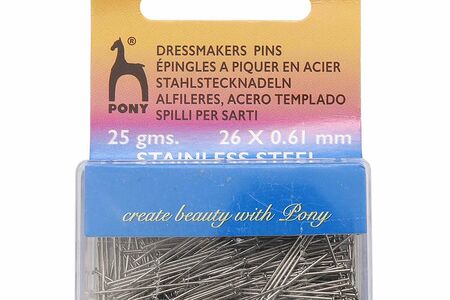 ®
PONY
DRESSMAKERS PINS
ÉPINGLES A PIQUER EN ACIER
STAHLSTECKNADELN
ALFILERES, ACERO TEMPLADO
SPILLI PER SARTI
25 gms. 26 X 0.61 mm
STAINLESS STEEL
create beauty with Pony